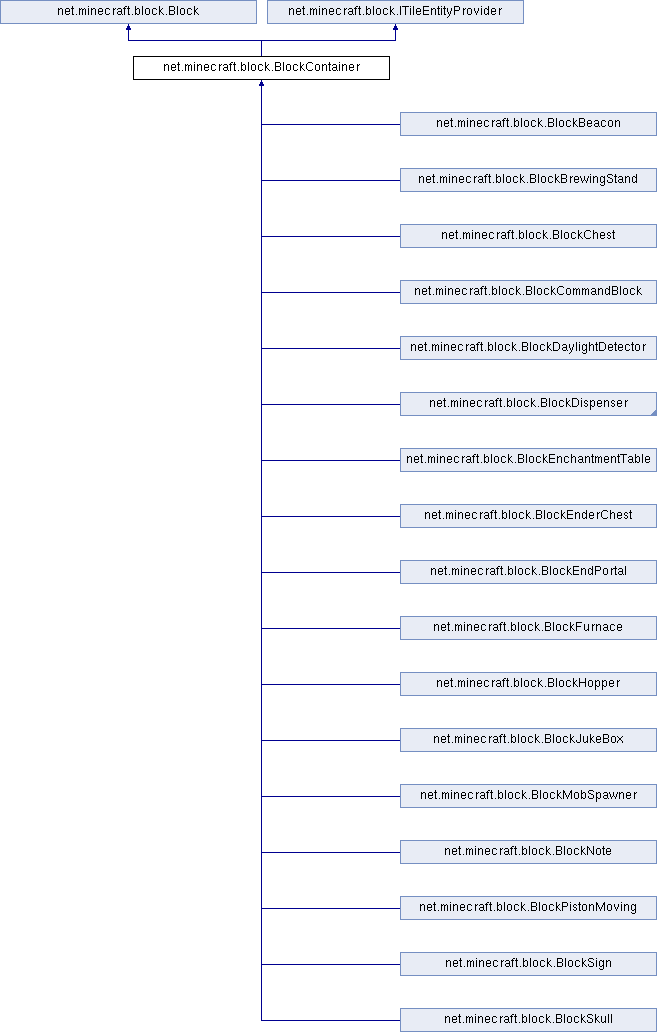 net.minecraft.block.Block
net.minecraft.block.ITileEntityProvider
net.minecraft.block.BlockContainer
net.minecraft.block.BlockBeacon
net.minecraft.block.BlockBrewingStand
net.minecraft.block.BlockChest
net.minecraft.block.BlockCommandBlock
net.minecraft.block.BlockDaylightDetector
net.minecraft.block.BlockDispenser
net.minecraft.block.BlockEnchantmentTable
net.minecraft.block.BlockEnderChest
net.minecraft.block.BlockEndPortal
net.minecraft.block.BlockFurnace
net.minecraft.block.BlockHopper
net.minecraft.block.BlockJukeBox
net.minecraft.block.BlockMobSpawner
net.minecraft.block.BlockNote
net.minecraft.block.BlockPistonMoving
net.minecraft.block.BlockSign
net.minecraft.block.BlockSkull